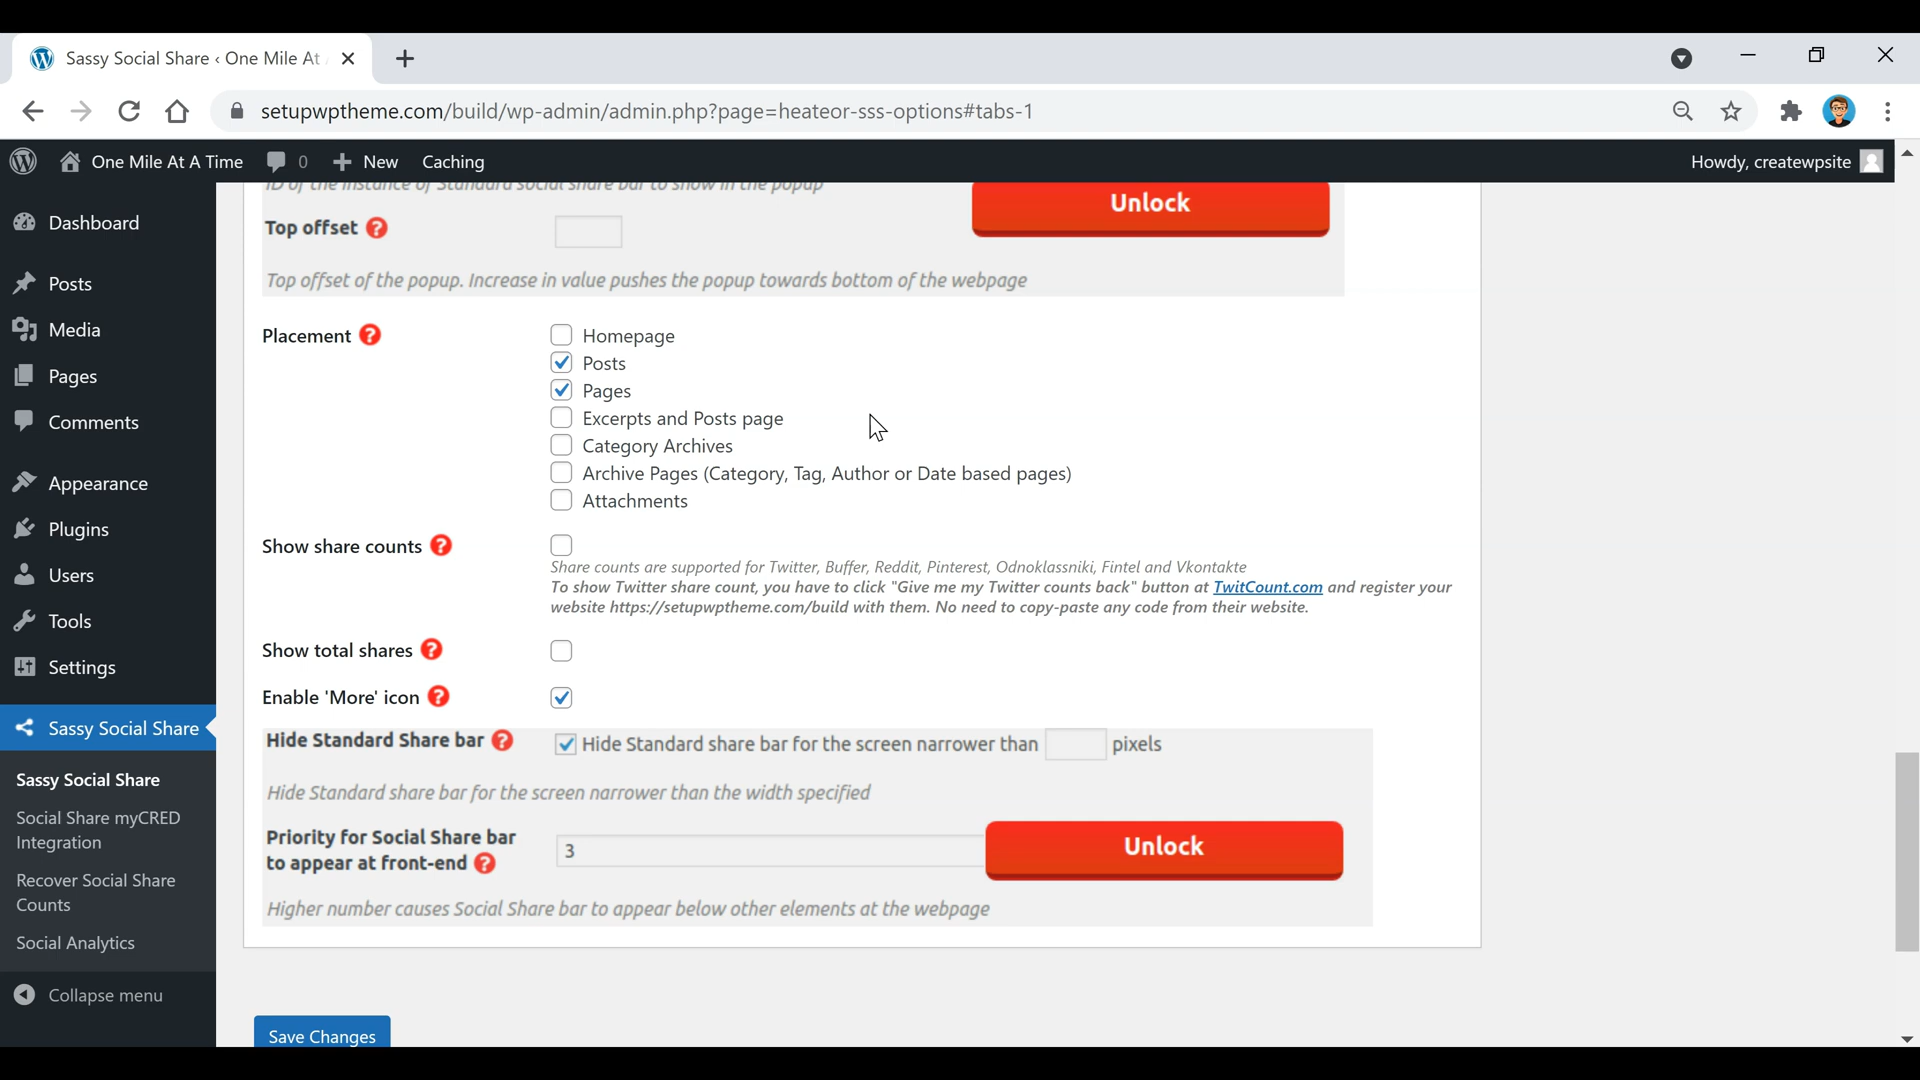 Sassy Social Share ‹ One Mile At
setupwptheme.com/build/wp-admin/admin.php?page=heateor-sss-options#tabs-1
One Mile At A Time
0
New
Caching
Howdy, createwpsite
Dashboard
Posts
Media
Pages
Comments
Appearance
Plugins
Users
Tools
Settings
Sassy Social Share
Sassy Social Share
Social Share myCRED
Integration
Recover Social Share
Counts
Social Analytics
Collapse menu
ID of the instance of Standard social share bar to show in the popup
Unlock
Top offset ?
Top offset of the popup. Increase in value pushes the popup towards bottom of the webpage
Placement ?
Homepage
Posts
Pages
Excerpts and Posts page
Category Archives
Archive Pages (Category, Tag, Author or Date based pages)
Attachments
Show share counts ?
Share counts are supported for Twitter, Buffer, Reddit, Pinterest, Odnoklassniki, Fintel and Vkontakte
To show Twitter share count, you have to click "Give me my Twitter counts back" button at TwitCount.com and register your
website https://setupwptheme.com/build with them. No need to copy-paste any code from their website.
Show total shares ?
Enable 'More' icon ?
Hide Standard Share bar ? Hide Standard share bar for the screen narrower than pixels
Hide Standard share bar for the screen narrower than the width specified
Priority for Social Share bar
to appear at front-end ?
3
Unlock
Higher number causes Social Share bar to appear below other elements at the webpage
Save Changes